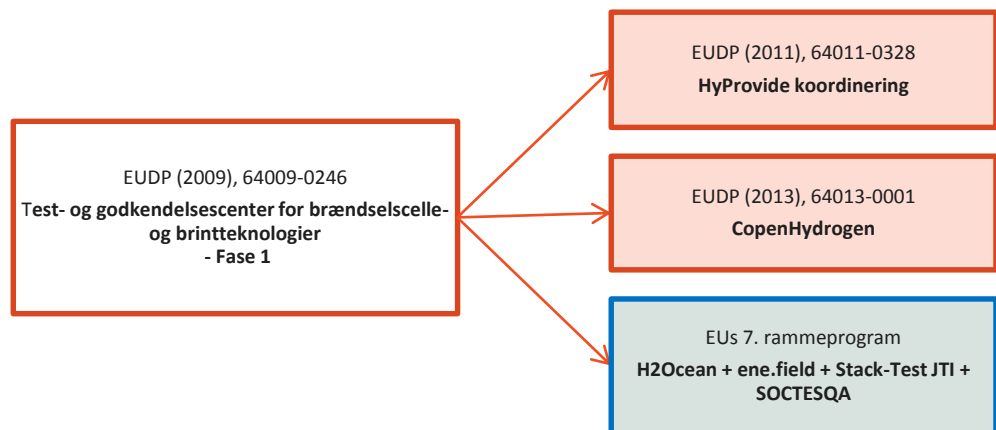 EUDP (2009), 64009-0246
Test- og godkendelsescenter for brændselscelle-
og brintteknologier
- Fase 1
EUDP (2011), 64011-0328
HyProvide koordinering
EUDP (2013), 64013-0001
CopenHydrogen
EUs 7. rammeprogram
H2Ocean + ene.field + Stack-Test JTI +
SOCTESQA